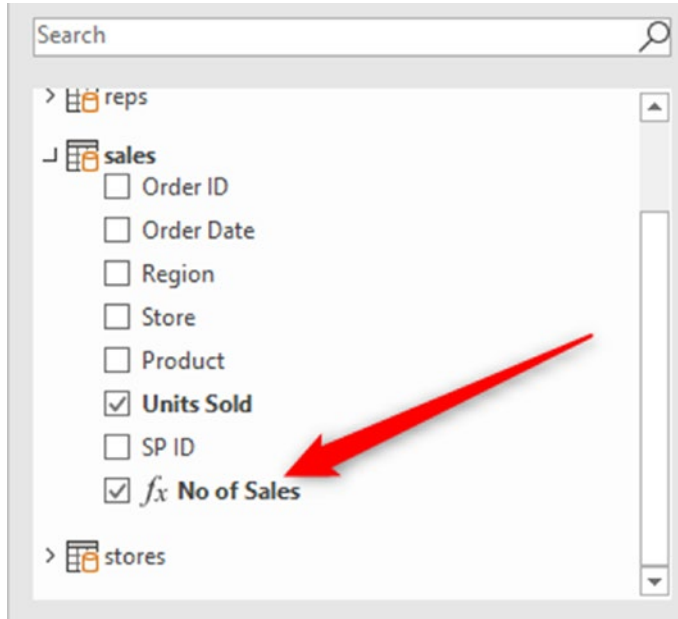 Search
reps
sales
Order ID
Order Date
Region
Store
Product
Units Sold
SP ID
fx No of Sales
stores